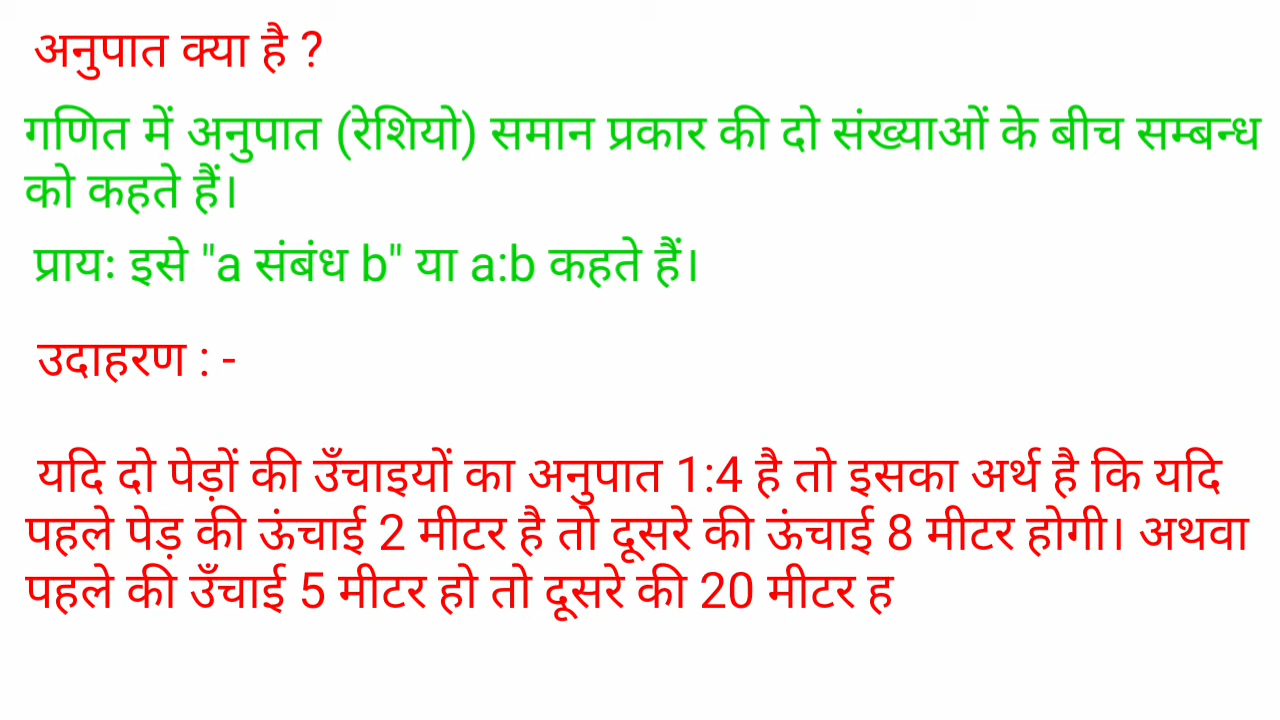 अनुपात क्या है ?
गणित में अनुपात (रेशियो) समान प्रकार की दो संख्याओं के बीच सम्बन्ध
को कहते हैं।
प्रायः इसे "a संबंध b" या a:b कहते हैं।
उदाहरण : -
यदि दो पेड़ों की उँचाइयों का अनुपात 1:4 है तो इसका अर्थ है कि यदि
पहले पेड़ की ऊंचाई 2 मीटर है तो दूसरे की ऊंचाई 8 मीटर होगी। अथवा
पहले की उँचाई 5 मीटर हो तो दूसरे की 20 मीटर ह